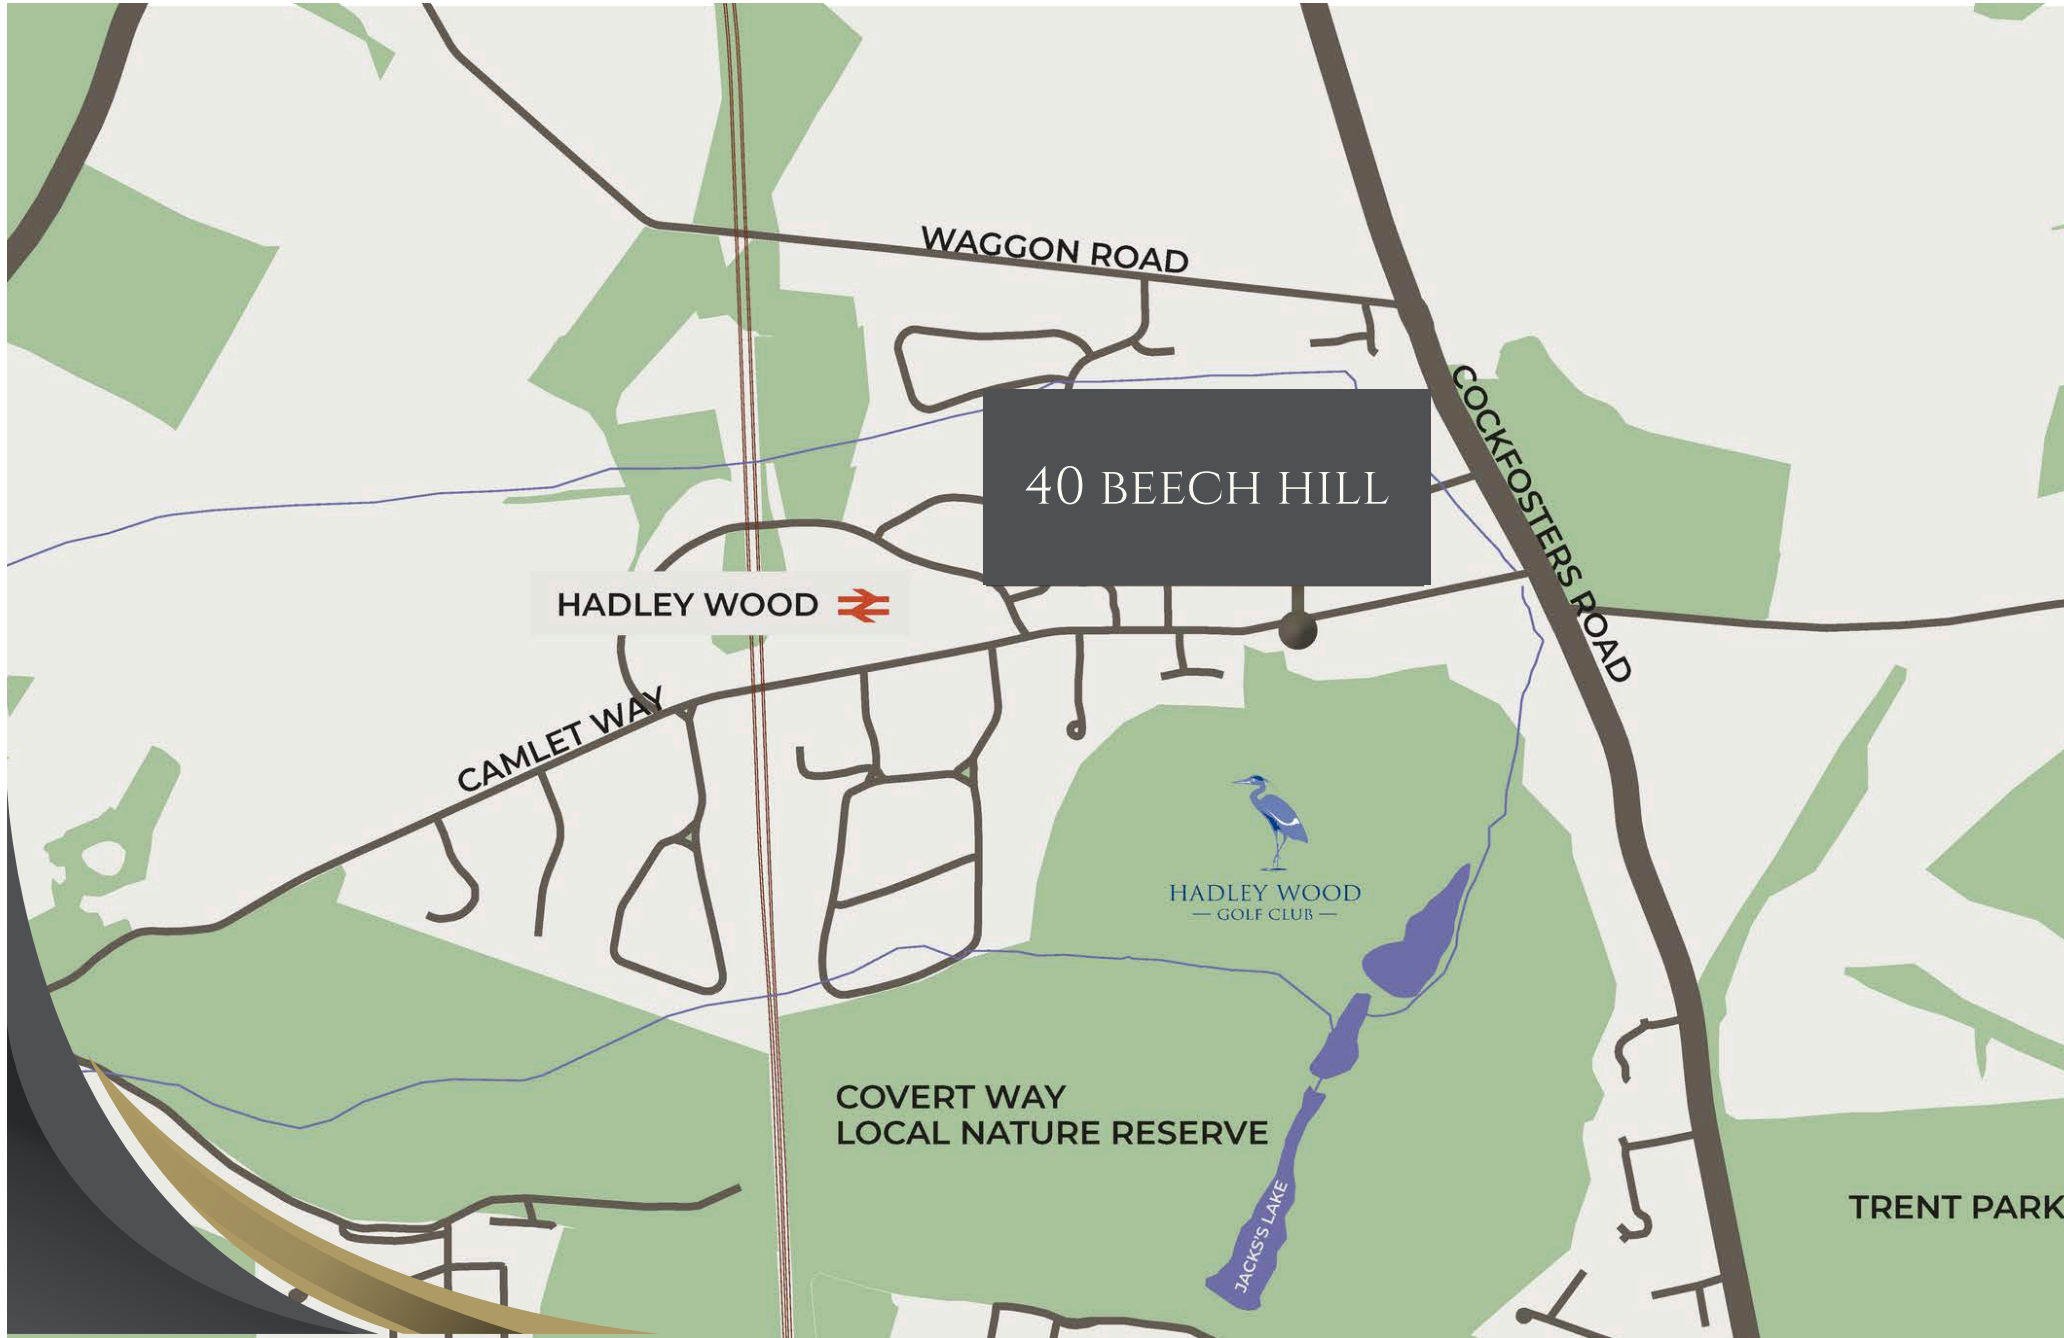 WAGGON ROAD
COCKFOSTERS ROAD
40 BEECH HILL
HADLEY WOOD
CAMLET WAY
HADLEY WOOD
— GOLF CLUB —
COVERT WAY
LOCAL NATURE RESERVE
JACKS'S LAKE
TRENT PARK